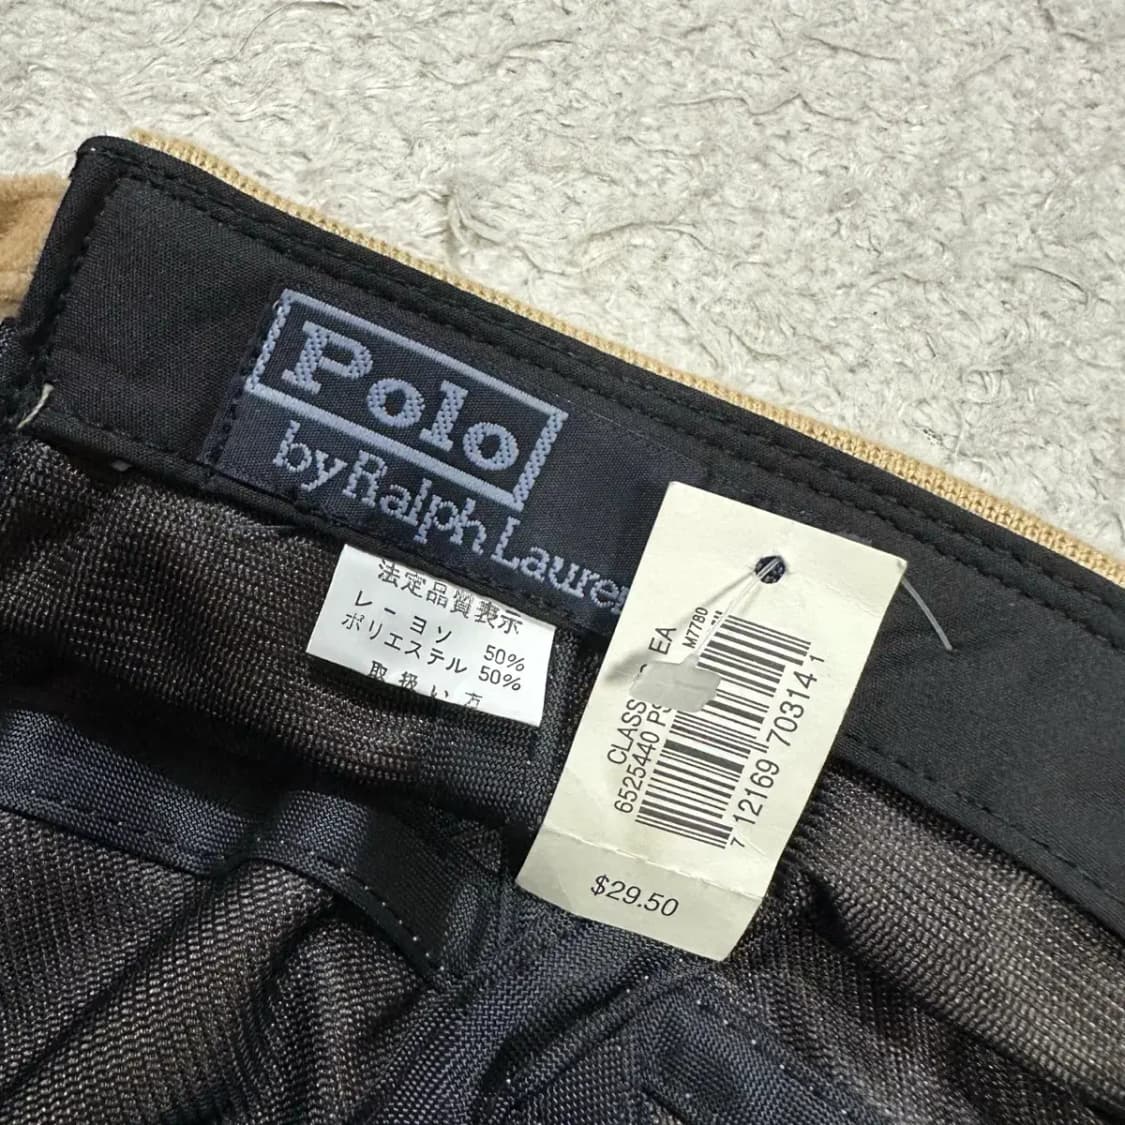 Polo
by Ralph Lauren
法定品質表示
レーヨン 50%
ポリエステル 50%
取扱い方
M7780
CLASS EA
6525440 P
7 12169 70314 1
$29.50